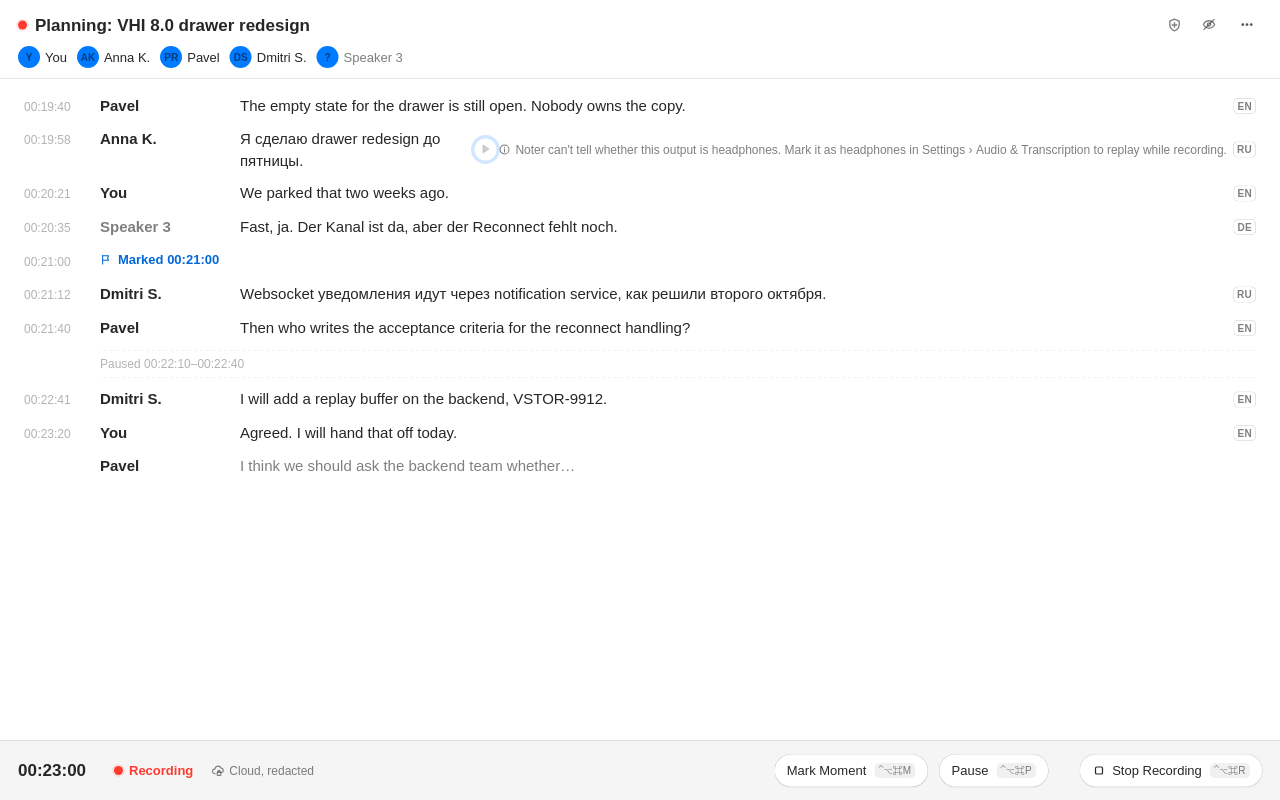 Planning: VHI 8.0 drawer redesign
Y You AK Anna K. PR Pavel DS Dmitri S. ? Speaker 3
00:19:40 Pavel The empty state for the drawer is still open. Nobody owns the copy. EN
00:19:58 Anna K. Я сделаю drawer redesign до
пятницы.
Noter can't tell whether this output is headphones. Mark it as headphones in Settings › Audio & Transcription to replay while recording. RU
00:20:21 You We parked that two weeks ago. EN
00:20:35 Speaker 3 Fast, ja. Der Kanal ist da, aber der Reconnect fehlt noch. DE
00:21:00 Marked 00:21:00
00:21:12 Dmitri S. Websocket уведомления идут через notification service, как решили второго октября. RU
00:21:40 Pavel Then who writes the acceptance criteria for the reconnect handling? EN
Paused 00:22:10–00:22:40
00:22:41 Dmitri S. I will add a replay buffer on the backend, VSTOR-9912. EN
00:23:20 You Agreed. I will hand that off today. EN
Pavel I think we should ask the backend team whether…
00:23:00 Recording Cloud, redacted Mark Moment ⌃⌥⌘M Pause ⌃⌥⌘P Stop Recording ⌃⌥⌘R